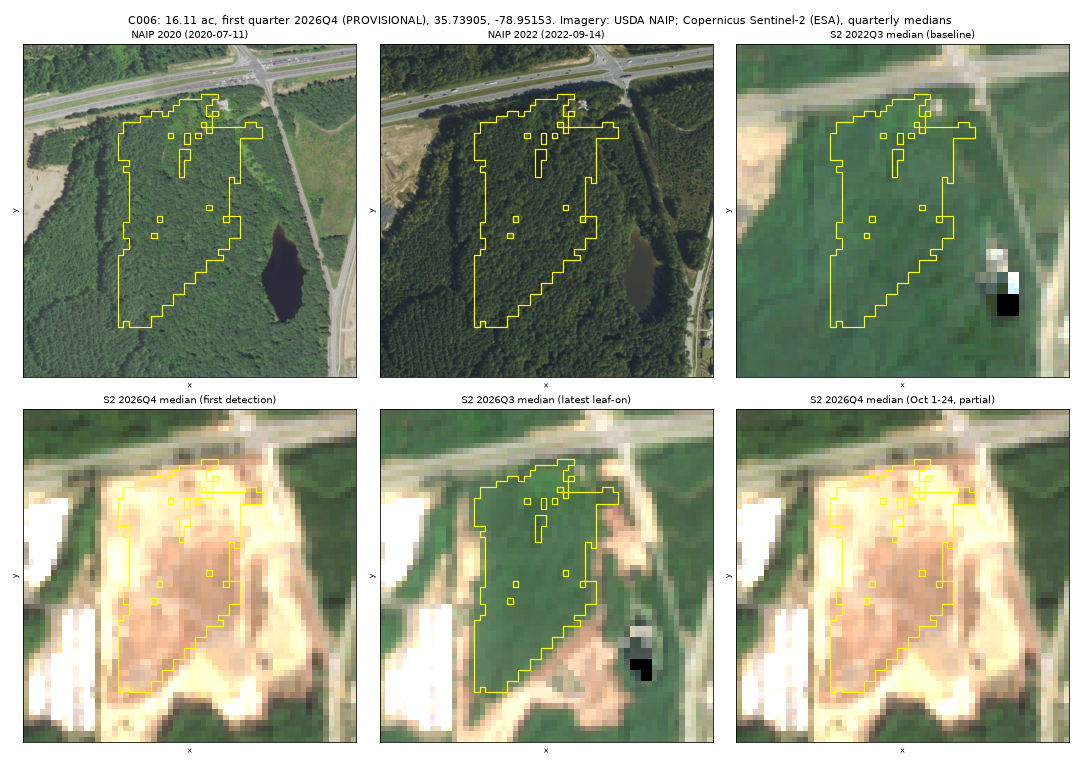 C006: 16.11 ac, first quarter 2026Q4 (PROVISIONAL), 35.73905, -78.95153. Imagery: USDA NAIP; Copernicus Sentinel-2 (ESA), quarterly medians
NAIP 2020 (2020-07-11)
NAIP 2022 (2022-09-14)
S2 2022Q3 median (baseline)
y
x
y
x
y
x
S2 2026Q4 median (first detection)
S2 2026Q3 median (latest leaf-on)
S2 2026Q4 median (Oct 1-24, partial)
y
x
y
x
y
x